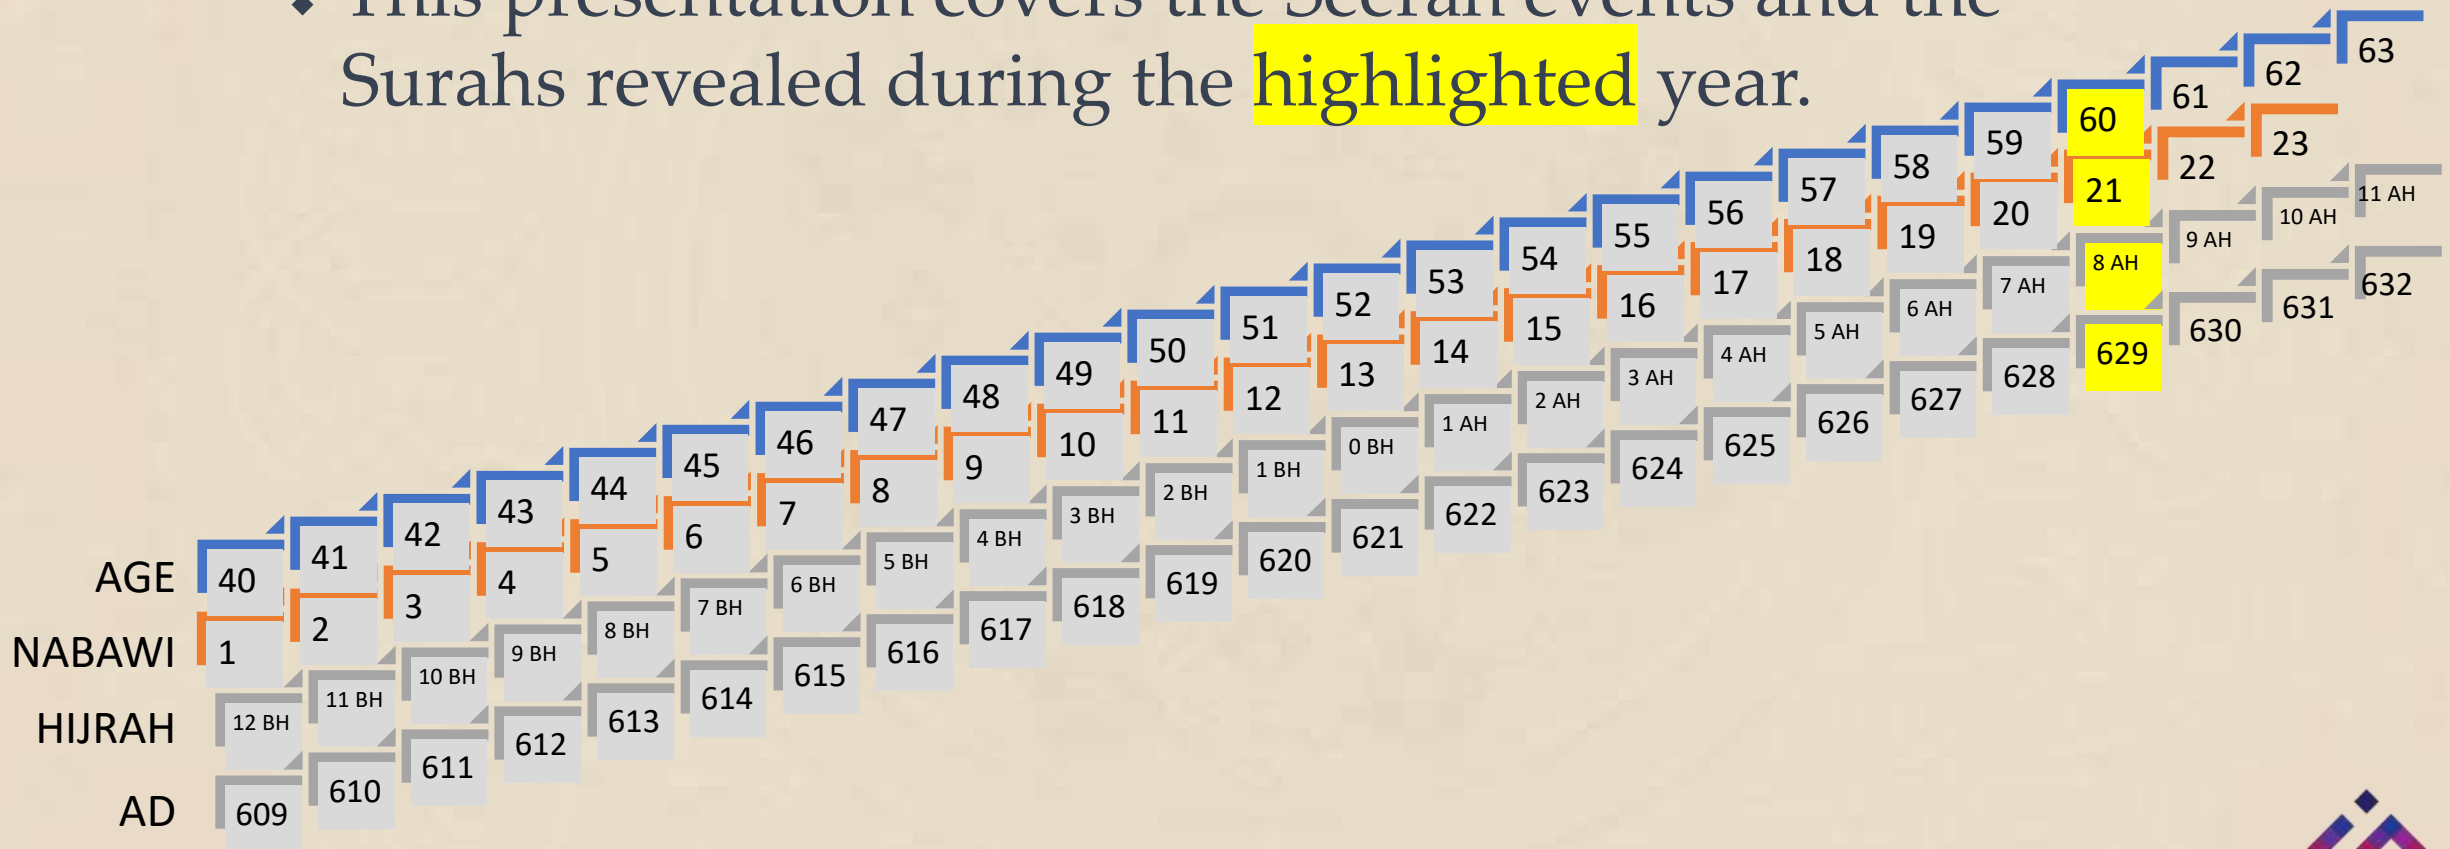 ◆ This presentation covers the Seerah events and the
Surahs revealed during the highlighted year.
AGE 40 41 42 43 44 45 46 47 48 49 50 51 52 53 54 55 56 57 58 59 60 61 62 63
NABAWI 1 2 3 4 5 6 7 8 9 10 11 12 13 14 15 16 17 18 19 20 21 22 23
HIJRAH 12 BH 11 BH 10 BH 9 BH 8 BH 7 BH 6 BH 5 BH 4 BH 3 BH 2 BH 1 BH 0 BH 1 AH 2 AH 3 AH 4 AH 5 AH 6 AH 7 AH 8 AH 9 AH 10 AH 11 AH
AD 609 610 611 612 613 614 615 616 617 618 619 620 621 622 623 624 625 626 627 628 629 630 631 632